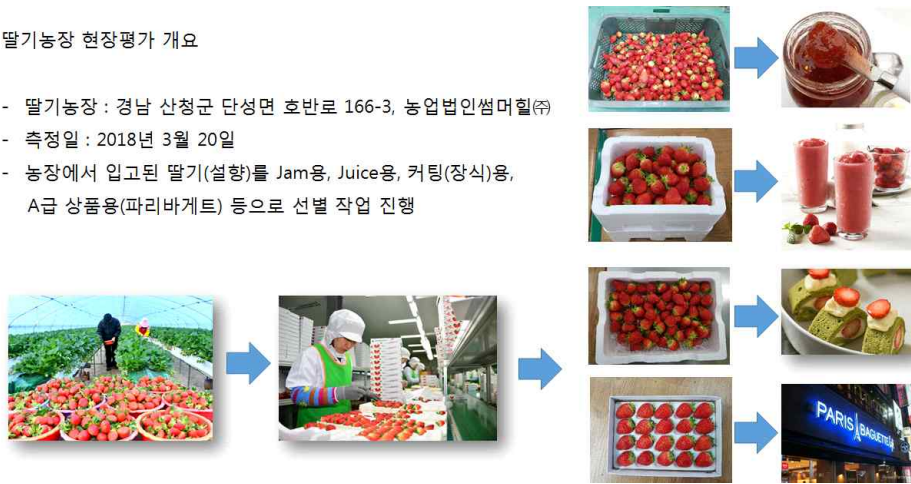 딸기농장 현장평가 개요
- 딸기농장 : 경남 산청군 단성면 호반로 166-3, 농업법인썸머힐㈜
- 측정일 : 2018년 3월 20일
- 농장에서 입고된 딸기(설향)를 Jam용, Juice용, 커팅(장식)용,
A급 상품용(파리바게트) 등으로 선별 작업 진행
PARIS BAGUETTE